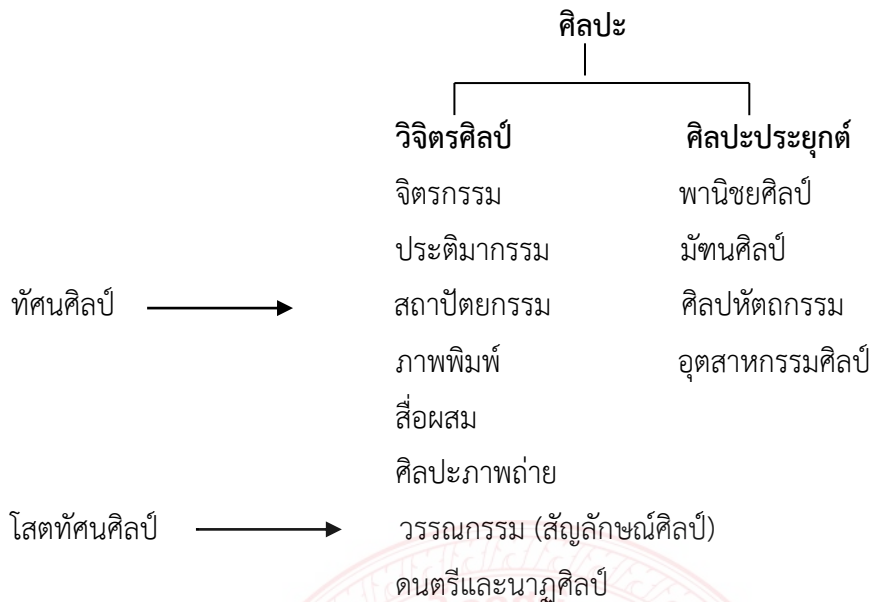 ศิลปะ
วิจิตรศิลป์ ศิลปะประยุกต์
จิตรกรรม พานิชยศิลป์
ประติมากรรม มัฑนศิลป์
ทัศนศิลป์ สถาปัตยกรรม ศิลปหัตถกรรม
ภาพพิมพ์ อุตสาหกรรมศิลป์
สื่อผสม
ศิลปะภาพถ่าย
โสตทัศนศิลป์ วรรณกรรม (สัญลักษณ์ศิลป์)
ดนตรีและนาฏศิลป์